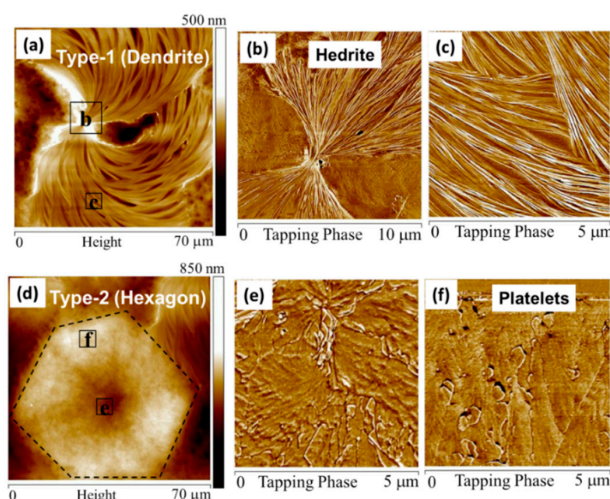 500 nm
(a) Type-1 (Dendrite)
b
c
0 Height 70 µm
(b) Hedrite
0 Tapping Phase 10 µm
(c)
0 Tapping Phase 5 µm
850 nm
(d) Type-2 (Hexagon)
f
e
0 Height 70 µm
(e)
0 Tapping Phase 5 µm
(f) Platelets
0 Tapping Phase 5 µm